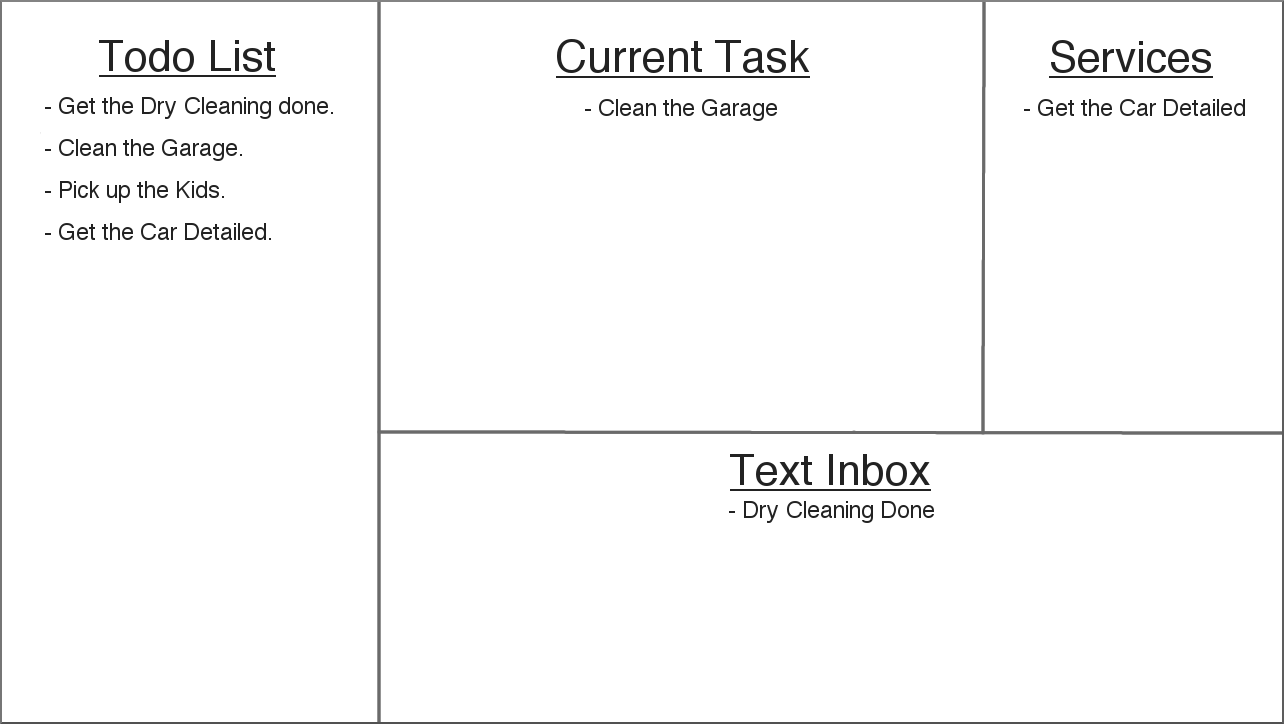 Todo List
- Get the Dry Cleaning done.
- Clean the Garage.
- Pick up the Kids.
- Get the Car Detailed.
Current Task
- Clean the Garage
Services
- Get the Car Detailed
Text Inbox
- Dry Cleaning Done